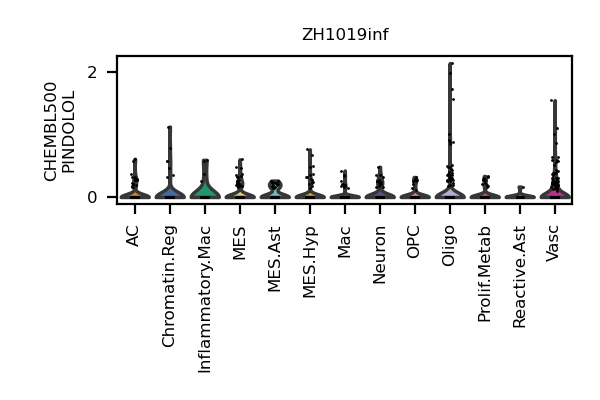 ZH1019inf
CHEMBL500
PINDOLOL
2
0
AC
Chromatin.Reg
Inflammatory.Mac
MES
MES.Ast
MES.Hyp
Mac
Neuron
OPC
Oligo
Prolif.Metab
Reactive.Ast
Vasc